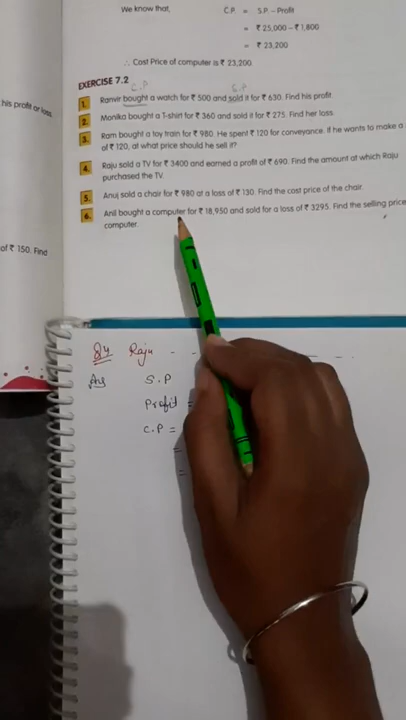 We know that, C.P = S.P. – Profit
= ₹ 25,000 – ₹ 1,800
= ₹ 23,200
∴ Cost Price of computer is ₹ 23,200.
EXERCISE 7.2
C.P S.P
1. Ranvir bought a watch for ₹ 500 and sold it for ₹ 630. Find his profit.
2. Monika bought a T-shirt for ₹ 360 and sold it for ₹ 275. Find her loss.
3. Ram bought a toy train for ₹ 980. He spent ₹ 120 for conveyance. If he wants to make a
of ₹ 120, at what price should he sell it?
4. Raju sold a TV for ₹ 3400 and earned a profit of ₹ 690. Find the amount at which Raju
purchased the TV.
5. Anuj sold a chair for ₹ 980 at a loss of ₹ 130. Find the cost price of the chair.
6. Anil bought a computer for ₹ 18,950 and sold for a loss of ₹ 3295. Find the selling price
computer.
his profit or loss.
of ₹ 150. Find
Q4 Raju - - - - - .
Ans S.P
Profit =
C.P =
=
=